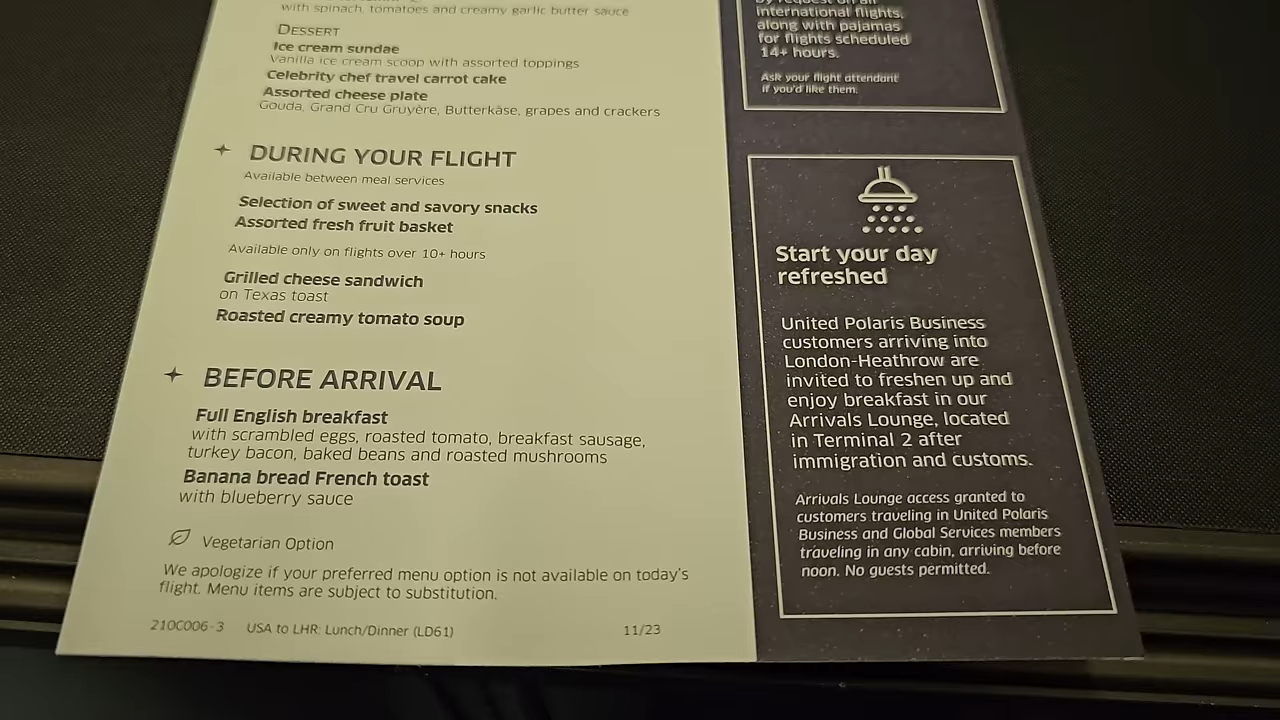 with spinach, tomatoes and creamy garlic butter sauce
DESSERT
Ice cream sundae
Vanilla ice cream scoop with assorted toppings
Celebrity chef travel carrot cake
Assorted cheese plate
Gouda, Grand Cru Gruyère, Butterkäse, grapes and crackers
DURING YOUR FLIGHT
Available between meal services
Selection of sweet and savory snacks
Assorted fresh fruit basket
Available only on flights over 10+ hours
Grilled cheese sandwich
on Texas toast
Roasted creamy tomato soup
BEFORE ARRIVAL
Full English breakfast
with scrambled eggs, roasted tomato, breakfast sausage,
turkey bacon, baked beans and roasted mushrooms
Banana bread French toast
with blueberry sauce
Vegetarian Option
We apologize if your preferred menu option is not available on today's
flight. Menu items are subject to substitution.
210C006-3 USA to LHR: Lunch/Dinner (LD61) 11/23
by request on all
international flights,
along with pajamas
for flights scheduled
14+ hours.
Ask your flight attendant
if you'd like them.
Start your day
refreshed
United Polaris Business
customers arriving into
London-Heathrow are
invited to freshen up and
enjoy breakfast in our
Arrivals Lounge, located
in Terminal 2 after
immigration and customs.
Arrivals Lounge access granted to
customers traveling in United Polaris
Business and Global Services members
traveling in any cabin, arriving before
noon. No guests permitted.